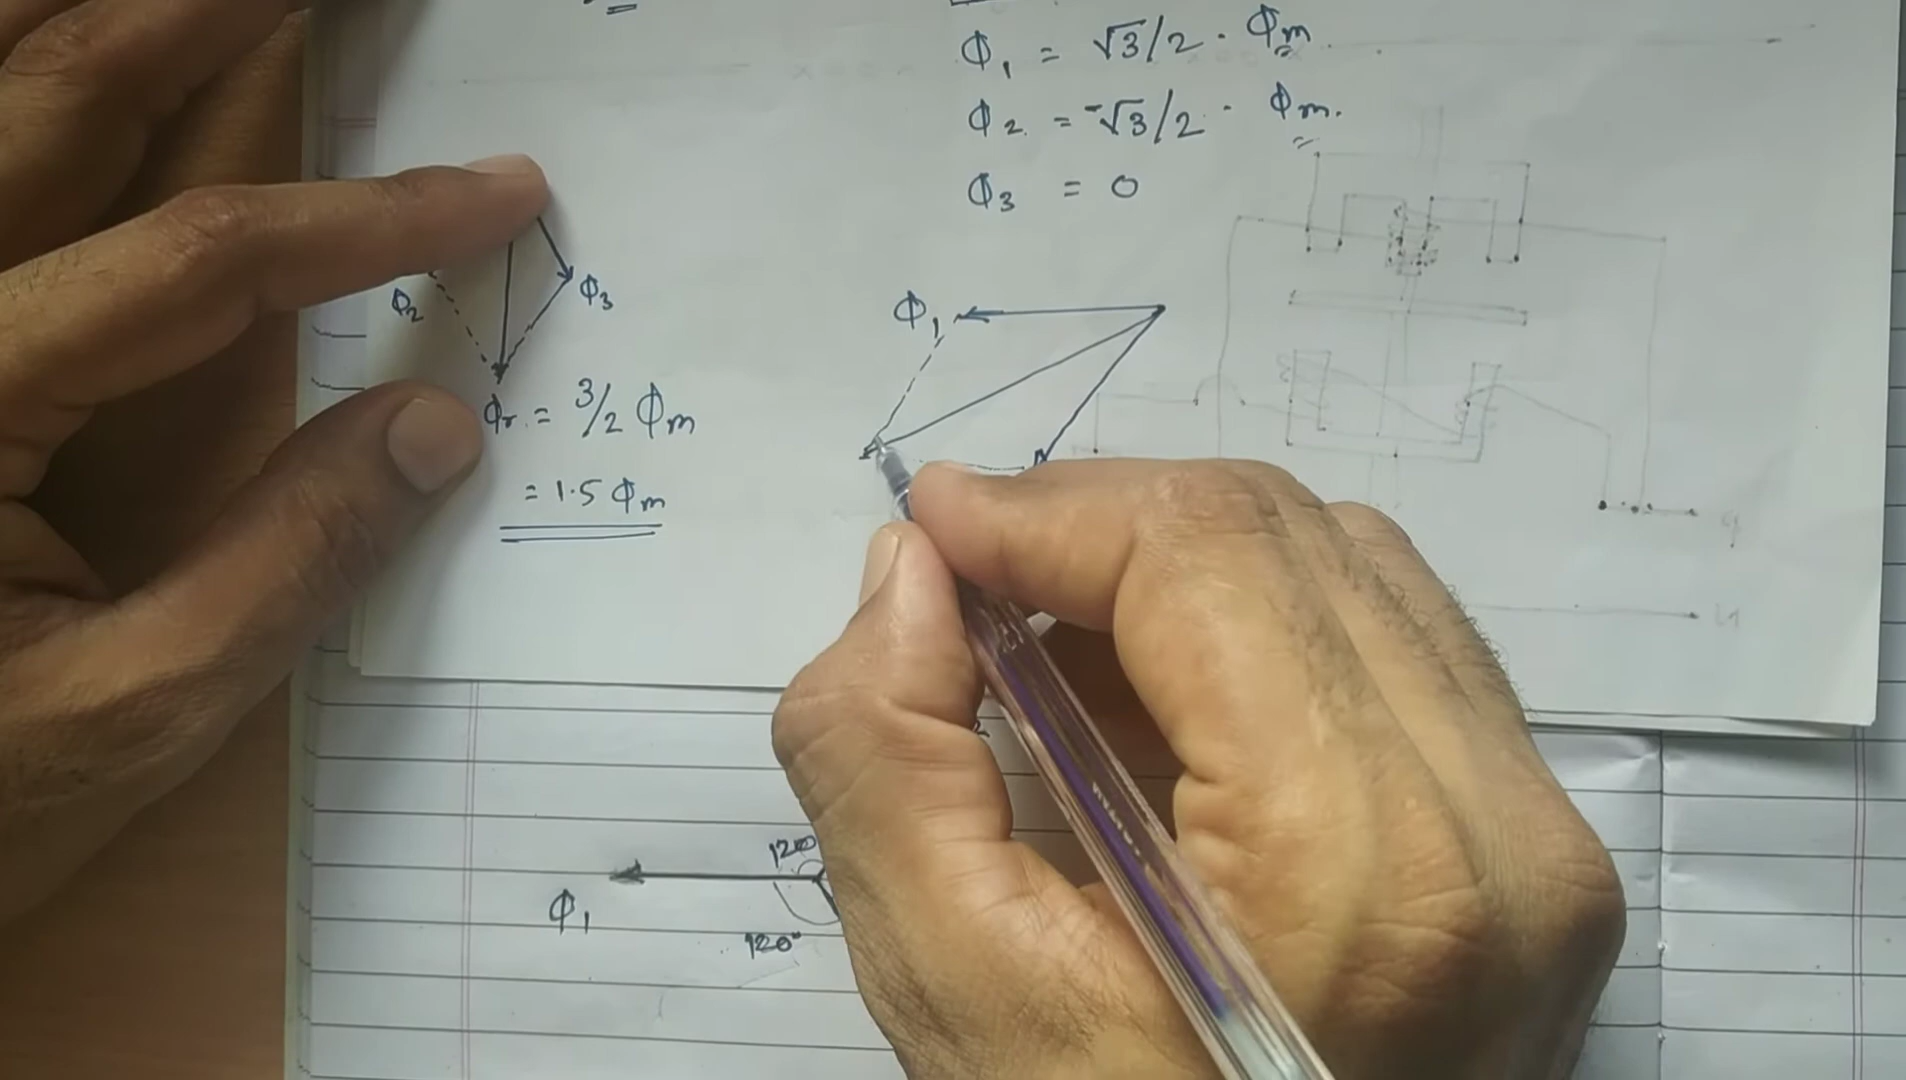 ϕ₁ = √3/2 · ϕm
ϕ₂ = -√3/2 · ϕm.
ϕ₃ = 0
ϕ₂
ϕ₃
ϕr = 3/2 ϕm
= 1.5 ϕm
ϕ₁
120
ϕ₁
120°